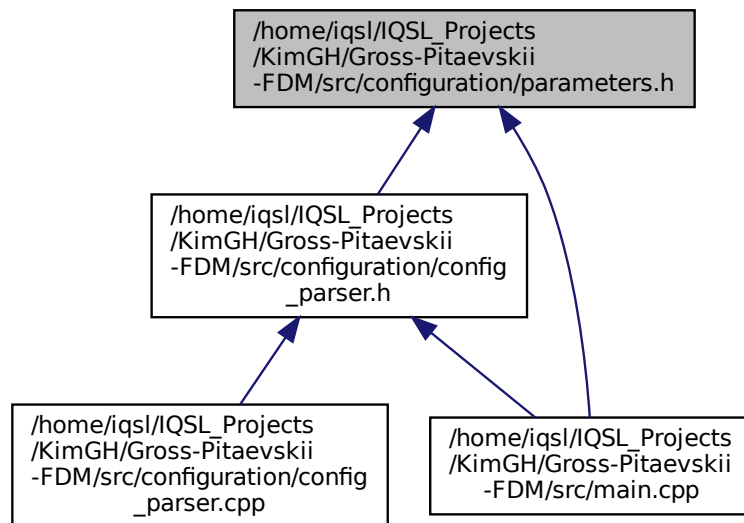 /home/iqsl/IQSL_Projects
/KimGH/Gross-Pitaevskii
-FDM/src/configuration/parameters.h
/home/iqsl/IQSL_Projects
/KimGH/Gross-Pitaevskii
-FDM/src/configuration/config
_parser.h
/home/iqsl/IQSL_Projects
/KimGH/Gross-Pitaevskii
-FDM/src/configuration/config
_parser.cpp
/home/iqsl/IQSL_Projects
/KimGH/Gross-Pitaevskii
-FDM/src/main.cpp